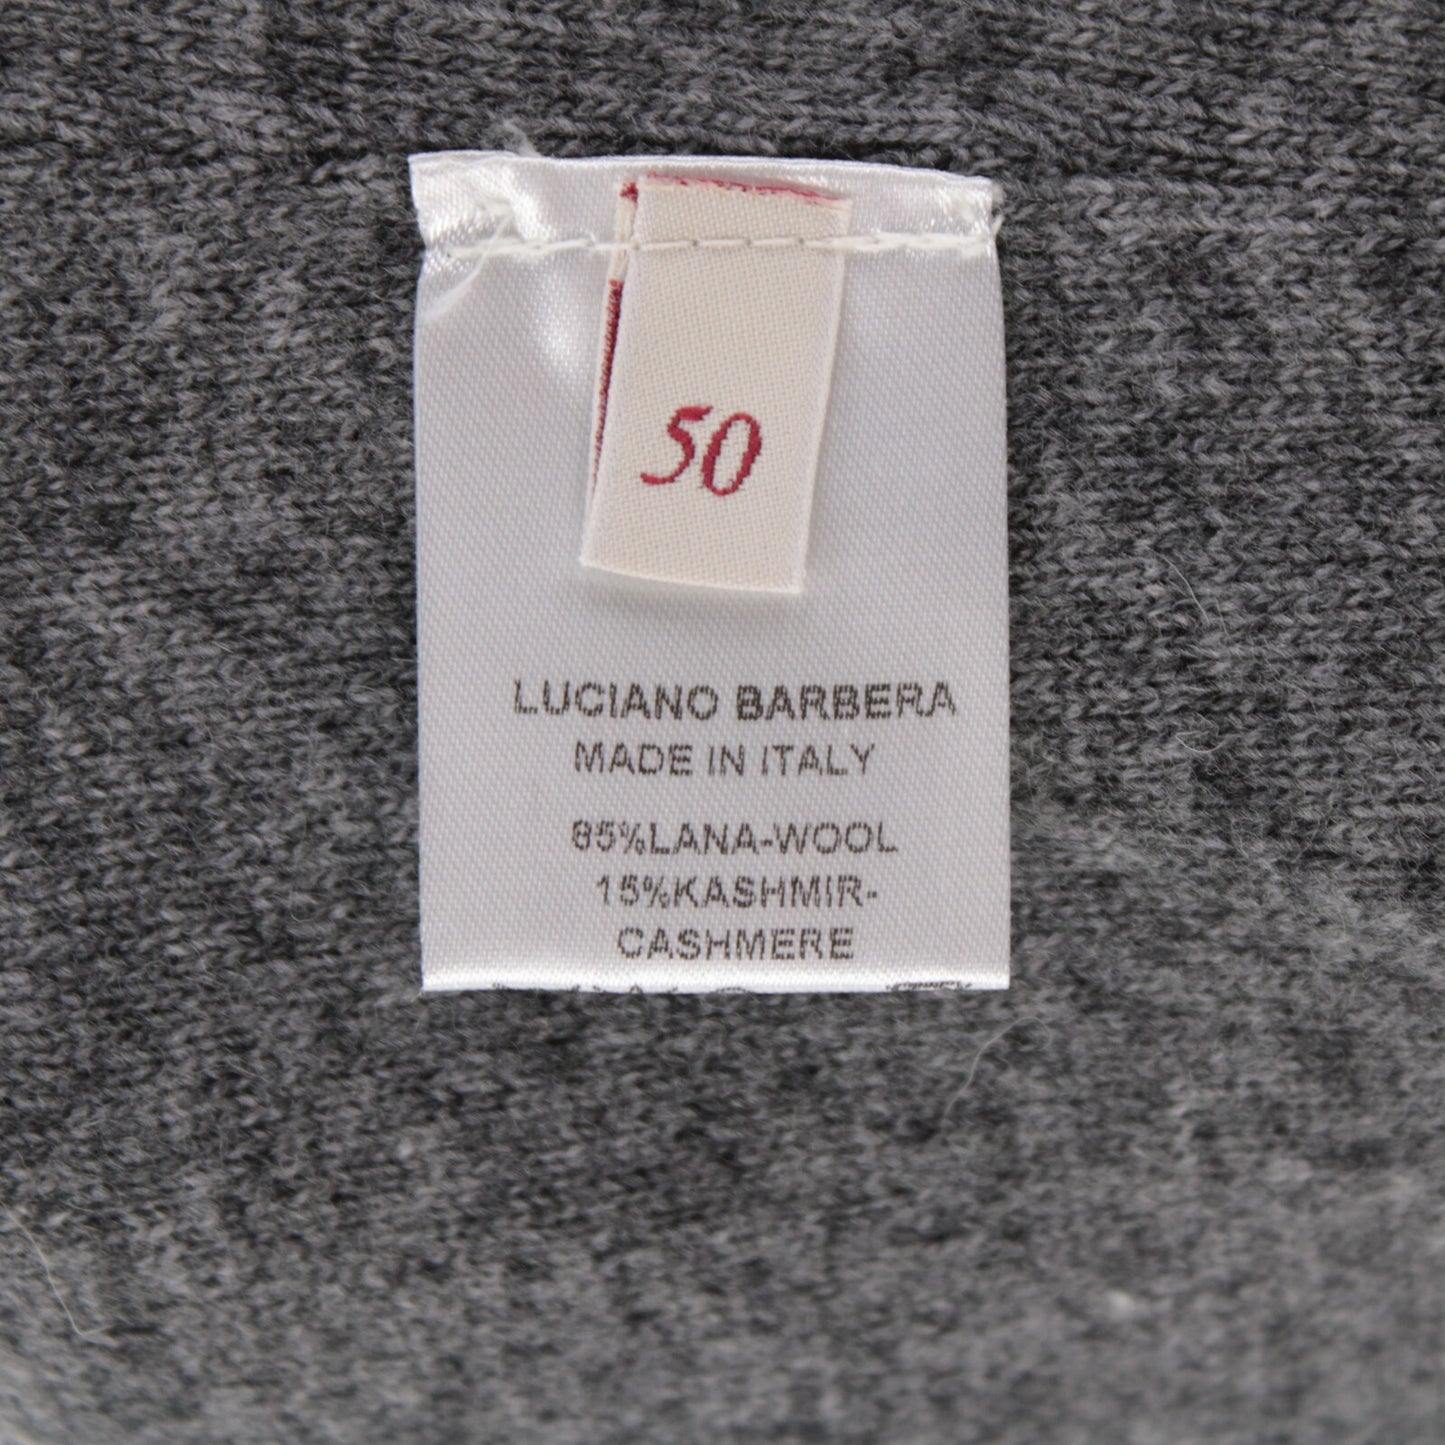 50
LUCIANO BARBERA
MADE IN ITALY
85%LANA-WOOL
15%KASHMIR-
CASHMERE